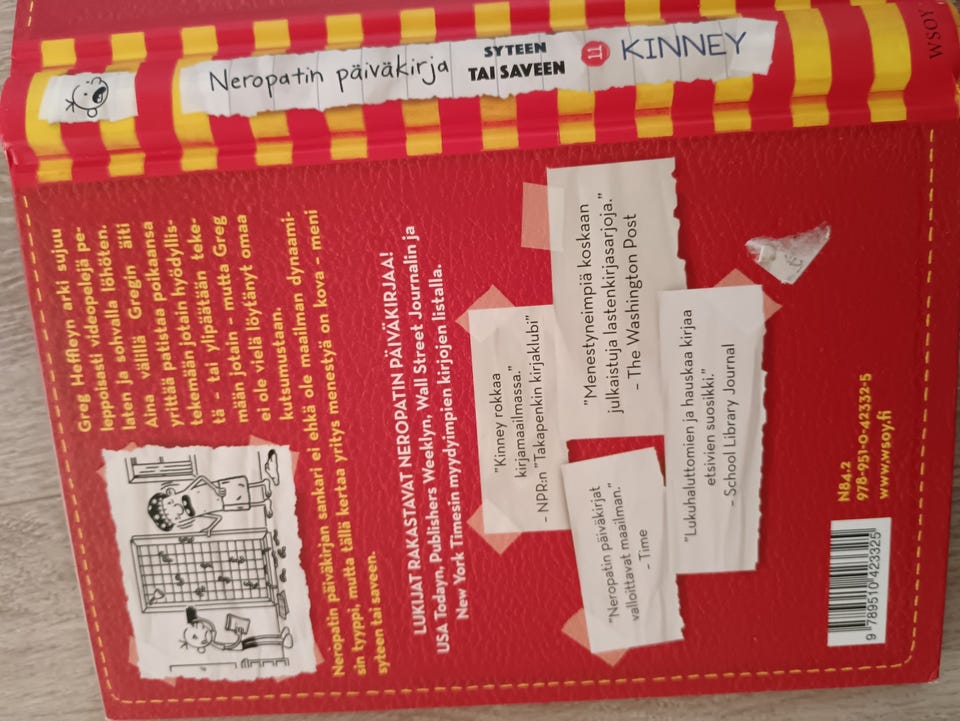 Neropatin päiväkirja
SYTEEN
TAI SAVEEN
11
KINNEY
WSOY
Greg Heffleyn arki sujuu
leppoisasti videopelejä pe-
laten ja sohvalla löhöten.
Aina välillä Gregin äiti
yrittää patistaa poikaansa
tekemään jotain hyödyllis-
tä – tai ylipäätään teke-
mään jotain – mutta Greg
ei ole vielä löytänyt omaa
kutsumustaan.
Neropatin päiväkirjan sankari ei ehkä ole maailman dynaami-
sin tyyppi, mutta tällä kertaa yritys menestyä on kova – meni
syteen tai saveen.
LUKIJAT RAKASTAVAT NEROPATIN PÄIVÄKIRJAA!
USA Todayn, Publishers Weeklyn, Wall Street Journalin ja
New York Timesin myydyimpien kirjojen listalla.
"Kinney rokkaa
kirjamaailmassa."
– NPR:n "Takapenkin kirjaklubi"
"Menestyneimpiä koskaan
julkaistuja lastenkirjasarjoja."
– The Washington Post
"Neropatin päiväkirjat
valloittavat maailman."
– Time
"Lukuhaluttomien ja hauskaa kirjaa
etsivien suosikki."
– School Library Journal
N84.2
978-951-0-42332-5
www.wsoy.fi
9 789510 423325